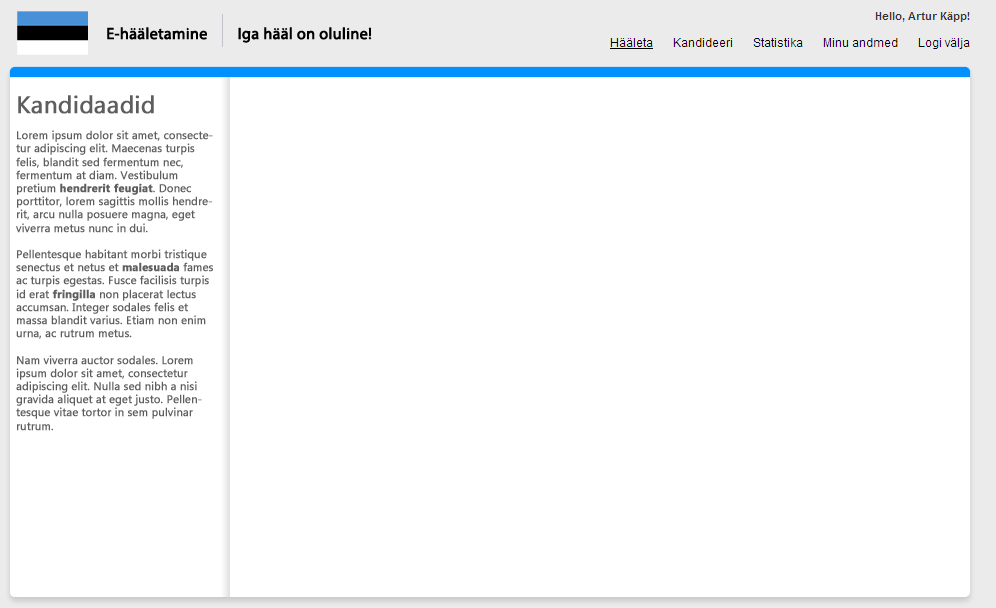 E-hääletamine
Iga hääl on oluline!
Hello, Artur Käpp!
Hääleta Kandideeri Statistika Minu andmed Logi välja
Kandidaadid
Lorem ipsum dolor sit amet, consecte-
tur adipiscing elit. Maecenas turpis
felis, blandit sed fermentum nec,
fermentum at diam. Vestibulum
pretium hendrerit feugiat. Donec
porttitor, lorem sagittis mollis hendre-
rit, arcu nulla posuere magna, eget
viverra metus nunc in dui.
Pellentesque habitant morbi tristique
senectus et netus et malesuada fames
ac turpis egestas. Fusce facilisis turpis
id erat fringilla non placerat lectus
accumsan. Integer sodales felis et
massa blandit varius. Etiam non enim
urna, ac rutrum metus.
Nam viverra auctor sodales. Lorem
ipsum dolor sit amet, consectetur
adipiscing elit. Nulla sed nibh a nisi
gravida aliquet at eget justo. Pellen-
tesque vitae tortor in sem pulvinar
rutrum.